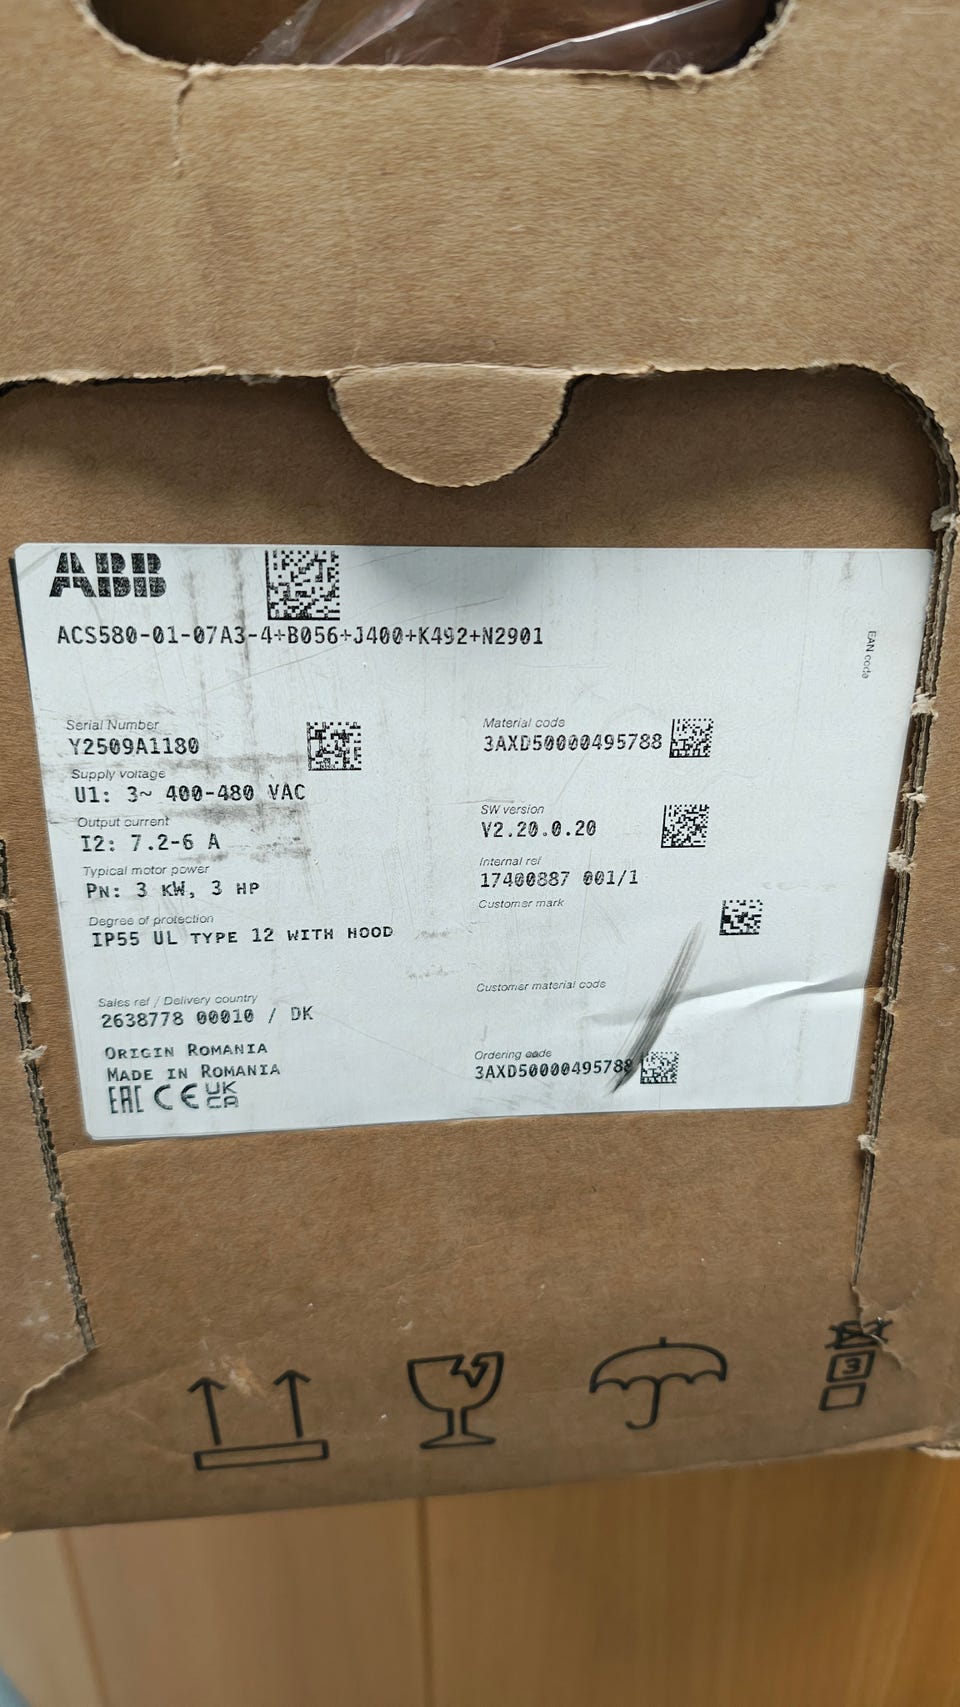 ABB
ACS580-01-07A3-4+B056+J400+K492+N2901
EAN code
Serial Number
Y2509A1180
Supply voltage
U1: 3~ 400-480 VAC
Output current
I2: 7.2-6 A
Typical motor power
PN: 3 KW, 3 HP
Degree of protection
IP55 UL TYPE 12 WITH HOOD
Material code
3AXD50000495788
SW version
V2.20.0.20
Internal ref
17400887 001/1
Customer mark
Customer material code
Sales ref / Delivery country
2638778 00010 / DK
ORIGIN ROMANIA
MADE IN ROMANIA
EAC CE UK CA
Ordering code
3AXD50000495788
3